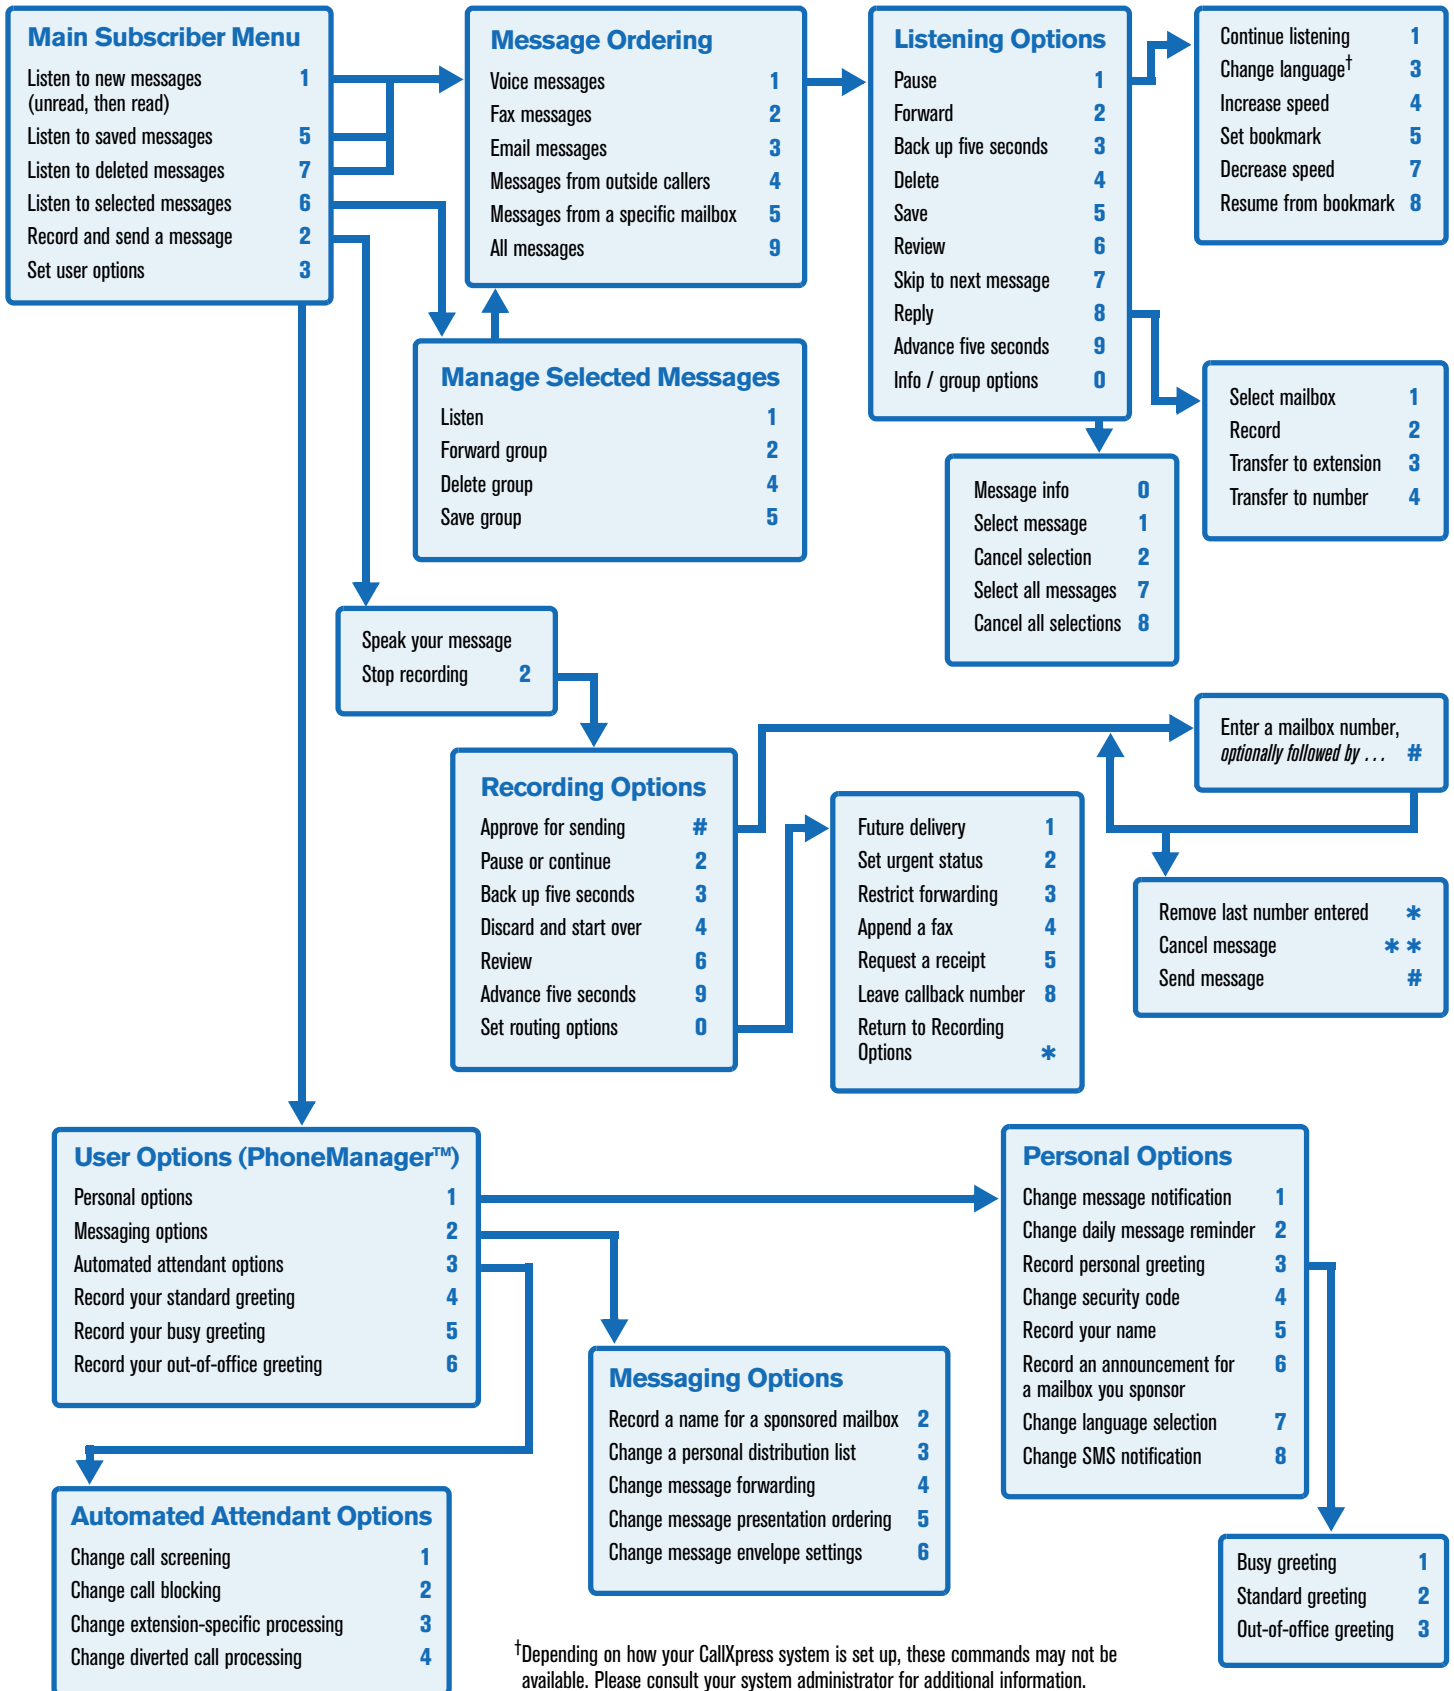 Main Subscriber Menu
Listen to new messages 1
(unread, then read)
Listen to saved messages 5
Listen to deleted messages 7
Listen to selected messages 6
Record and send a message 2
Set user options 3
Message Ordering
Voice messages 1
Fax messages 2
Email messages 3
Messages from outside callers 4
Messages from a specific mailbox 5
All messages 9
Listening Options
Pause 1
Forward 2
Back up five seconds 3
Delete 4
Save 5
Review 6
Skip to next message 7
Reply 8
Advance five seconds 9
Info / group options 0
Continue listening 1
Change language† 3
Increase speed 4
Set bookmark 5
Decrease speed 7
Resume from bookmark 8
Manage Selected Messages
Listen 1
Forward group 2
Delete group 4
Save group 5
Select mailbox 1
Record 2
Transfer to extension 3
Transfer to number 4
Message info 0
Select message 1
Cancel selection 2
Select all messages 7
Cancel all selections 8
Speak your message
Stop recording 2
Recording Options
Approve for sending #
Pause or continue 2
Back up five seconds 3
Discard and start over 4
Review 6
Advance five seconds 9
Set routing options 0
Future delivery 1
Set urgent status 2
Restrict forwarding 3
Append a fax 4
Request a receipt 5
Leave callback number 8
Return to Recording
Options *
Enter a mailbox number,
optionally followed by . . . #
Remove last number entered *
Cancel message * *
Send message #
User Options (PhoneManager™)
Personal options 1
Messaging options 2
Automated attendant options 3
Record your standard greeting 4
Record your busy greeting 5
Record your out-of-office greeting 6
Personal Options
Change message notification 1
Change daily message reminder 2
Record personal greeting 3
Change security code 4
Record your name 5
Record an announcement for 6
a mailbox you sponsor
Change language selection 7
Change SMS notification 8
Messaging Options
Record a name for a sponsored mailbox 2
Change a personal distribution list 3
Change message forwarding 4
Change message presentation ordering 5
Change message envelope settings 6
Automated Attendant Options
Change call screening 1
Change call blocking 2
Change extension-specific processing 3
Change diverted call processing 4
Busy greeting 1
Standard greeting 2
Out-of-office greeting 3
†Depending on how your CallXpress system is set up, these commands may not be
available. Please consult your system administrator for additional information.